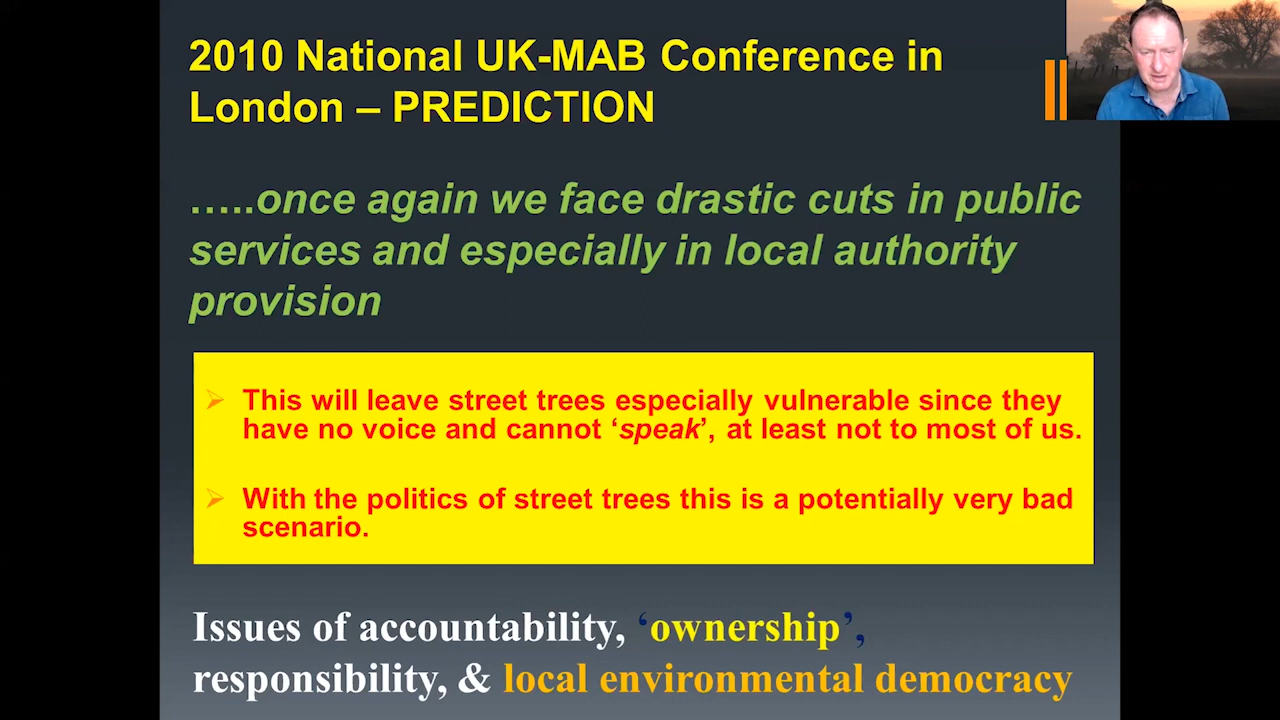 2010 National UK-MAB Conference in
London – PREDICTION
…..once again we face drastic cuts in public
services and especially in local authority
provision
This will leave street trees especially vulnerable since they
have no voice and cannot ‘speak’, at least not to most of us.
With the politics of street trees this is a potentially very bad
scenario.
Issues of accountability, ‘ownership’,
responsibility, & local environmental democracy